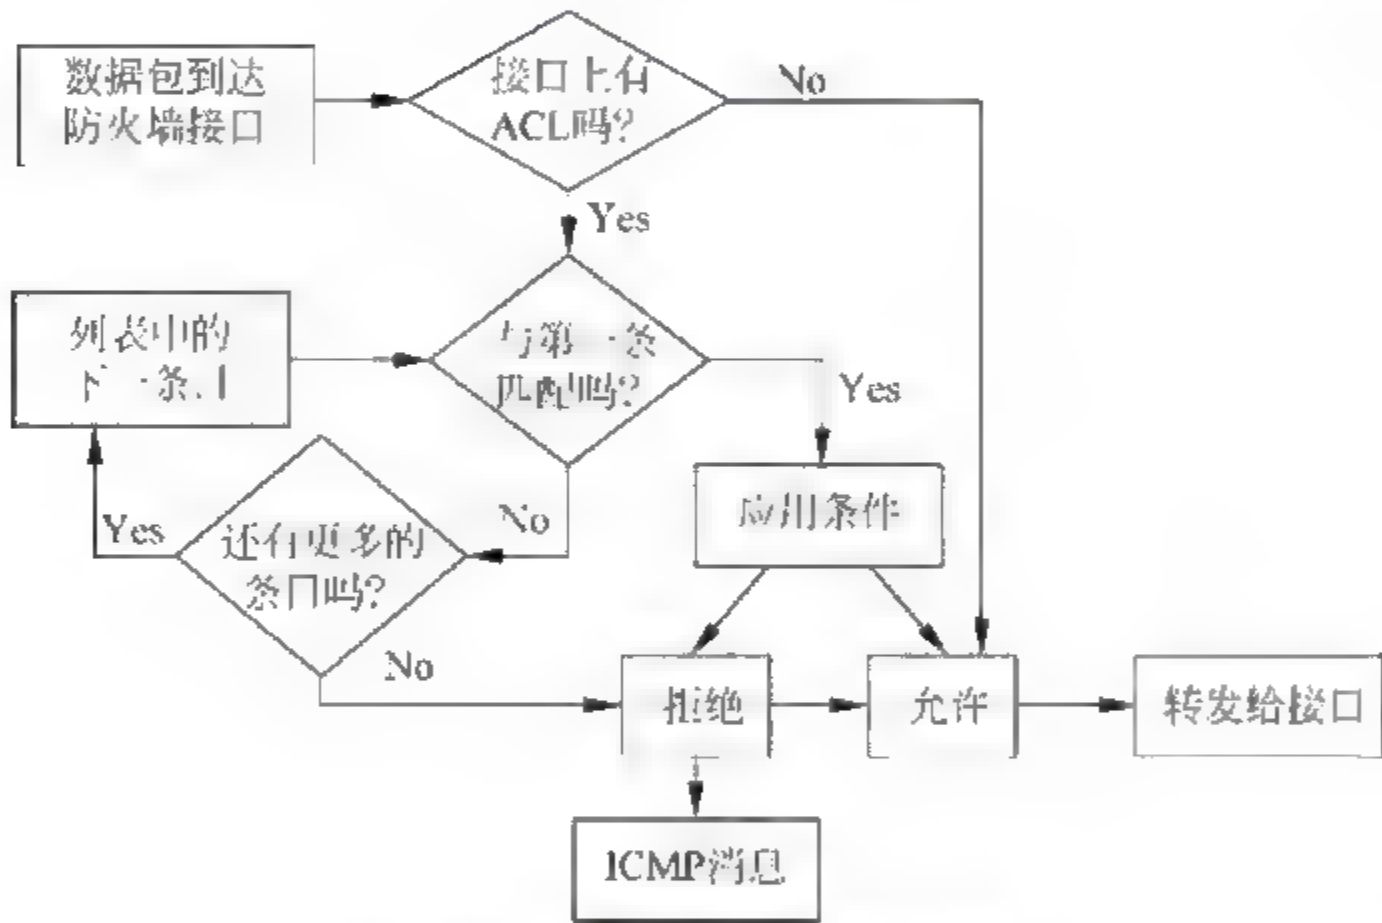 数据包到达
防火墙接口
接口上有
ACL吗?
No
Yes
列表中的
下一条目
与第一条
匹配吗?
Yes
Yes
还有更多的
条目吗?
No
应用条件
No
拒绝
允许
转发给接口
ICMP消息